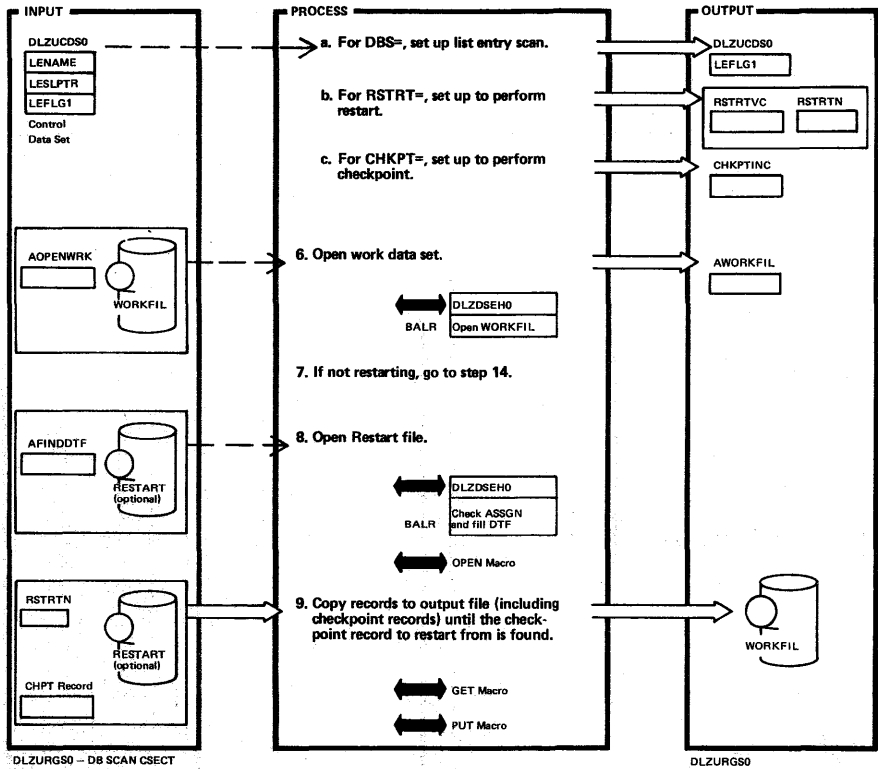 INPUT
DLZUCDS0
LENAME
LESLPTR
LEFLG1
Control
Data Set
AOPENWRK
WORKFIL
AFINDDTF
RESTART
(optional)
RSTRTN
RESTART
(optional)
CHPT Record
DLZURGS0 – DB SCAN CSECT
PROCESS
a. For DBS=, set up list entry scan.
b. For RSTRT=, set up to perform
restart.
c. For CHKPT=, set up to perform
checkpoint.
6. Open work data set.
DLZDSEH0
BALR
Open WORKFIL
7. If not restarting, go to step 14.
8. Open Restart file.
DLZDSEH0
Check ASSGN
and fill DTF
BALR
OPEN Macro
9. Copy records to output file (including
checkpoint records) until the check-
point record to restart from is found.
GET Macro
PUT Macro
OUTPUT
DLZUCDS0
LEFLG1
RSTRTVC RSTRTN
CHKPTINC
AWORKFIL
WORKFIL
DLZURGS0